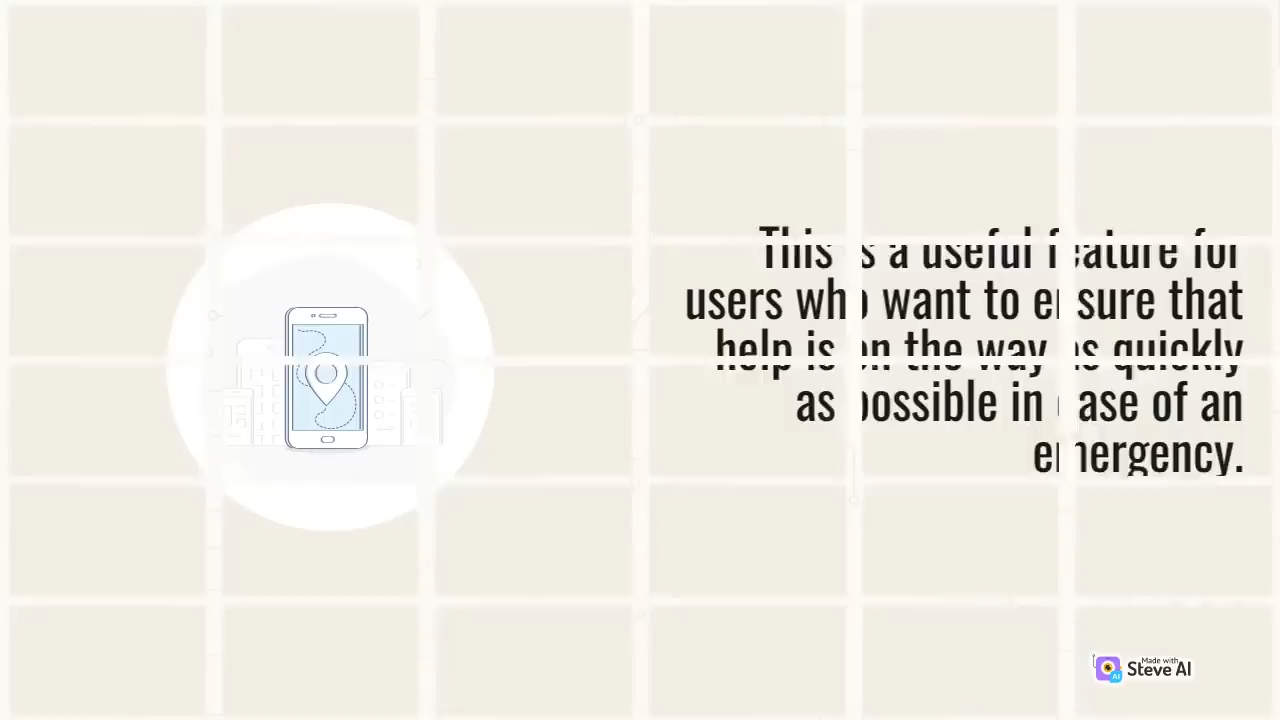 This is a useful feature for
users who want to ensure that
help is on the way as quickly
as possible in case of an
emergency.
Made with
Steve AI
AI